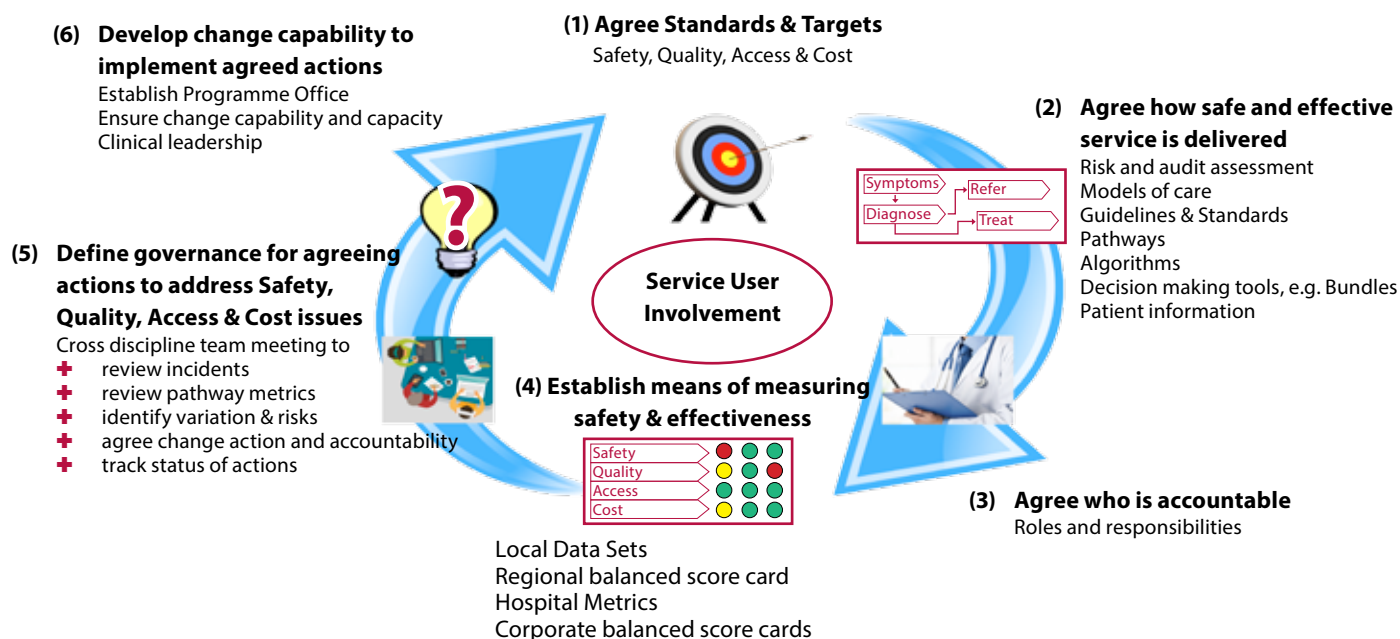 (1) Agree Standards & Targets
Safety, Quality, Access & Cost
(2) Agree how safe and effective
service is delivered
Risk and audit assessment
Models of care
Guidelines & Standards
Pathways
Algorithms
Decision making tools, e.g. Bundles
Patient information
Symptoms
Refer
Diagnose
Treat
(3) Agree who is accountable
Roles and responsibilities
(4) Establish means of measuring
safety & effectiveness
Safety
Quality
Access
Cost
Local Data Sets
Regional balanced score card
Hospital Metrics
Corporate balanced score cards
(5) Define governance for agreeing
actions to address Safety,
Quality, Access & Cost issues
Cross discipline team meeting to
review incidents
review pathway metrics
identify variation & risks
agree change action and accountability
track status of actions
(6) Develop change capability to
implement agreed actions
Establish Programme Office
Ensure change capability and capacity
Clinical leadership
?
Service User
Involvement